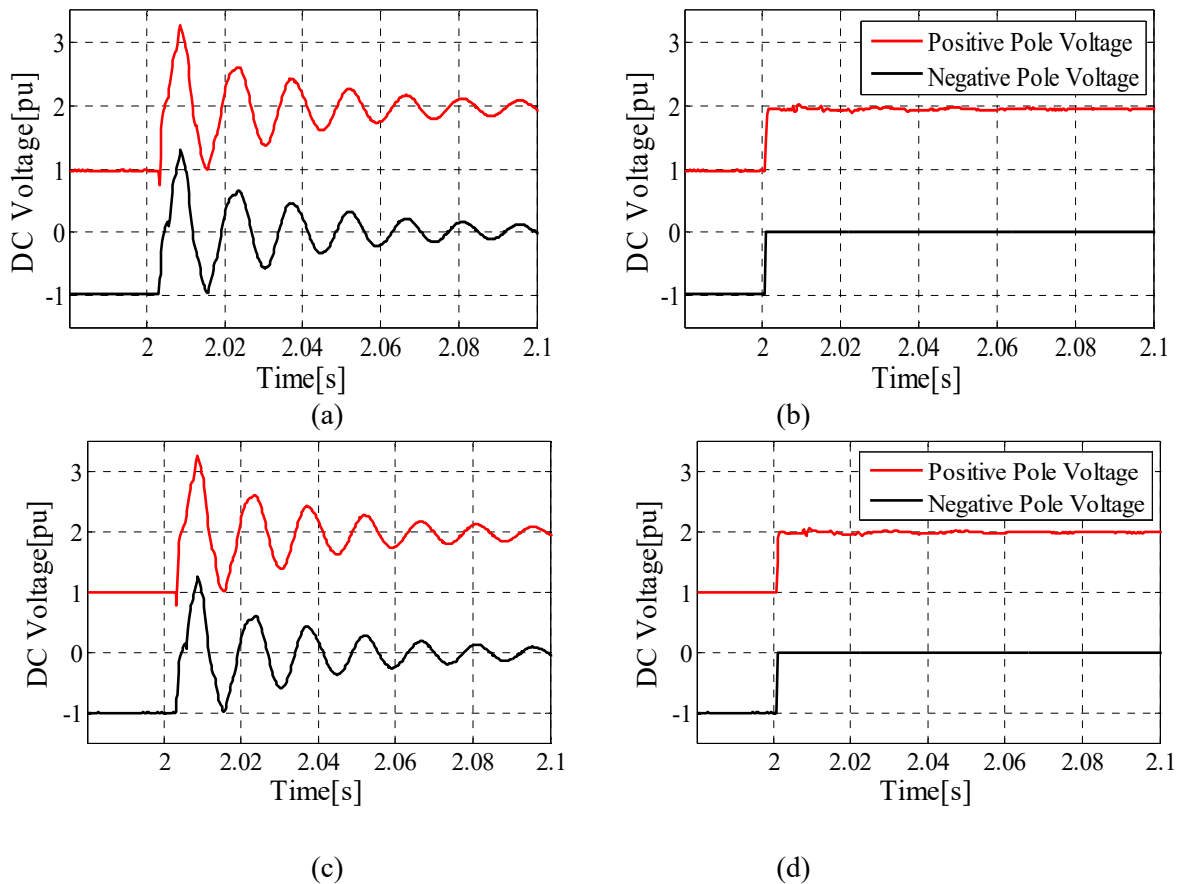 3
2
1
0
-1
DC Voltage[pu]
2 2.02 2.04 2.06 2.08 2.1
Time[s]
(a)
Positive Pole Voltage
Negative Pole Voltage
3
2
1
0
-1
DC Voltage[pu]
2 2.02 2.04 2.06 2.08 2.1
Time[s]
(b)
3
2
1
0
-1
DC Voltage[pu]
2 2.02 2.04 2.06 2.08 2.1
Time[s]
(c)
Positive Pole Voltage
Negative Pole Voltage
3
2
1
0
-1
DC Voltage[pu]
2 2.02 2.04 2.06 2.08 2.1
Time[s]
(d)